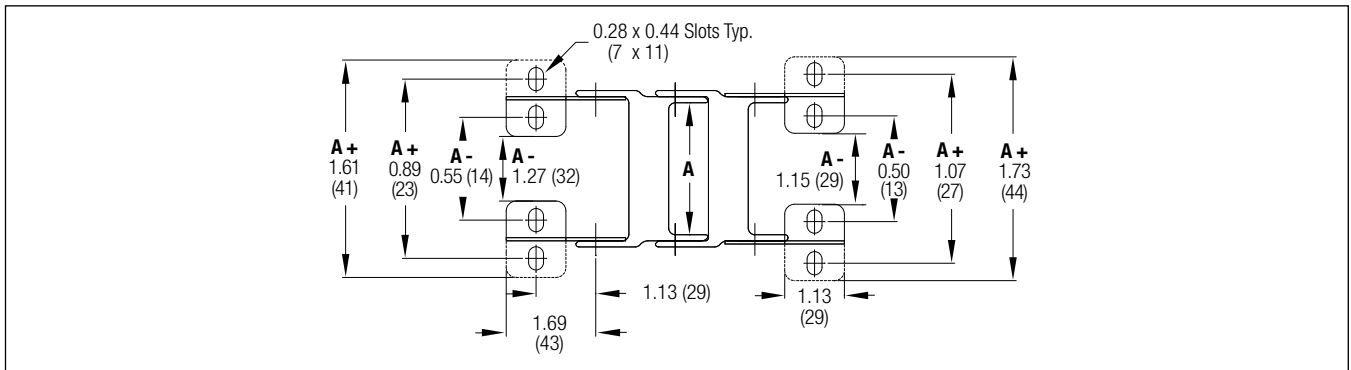 0.28 x 0.44 Slots Typ.
(7 x 11)
A +
1.61
(41)
A +
0.89
(23)
A -
0.55 (14)
A -
1.27 (32)
A
A -
1.15 (29)
A -
0.50
(13)
A +
1.07
(27)
A +
1.73
(44)
1.13 (29)
1.69
(43)
1.13
(29)